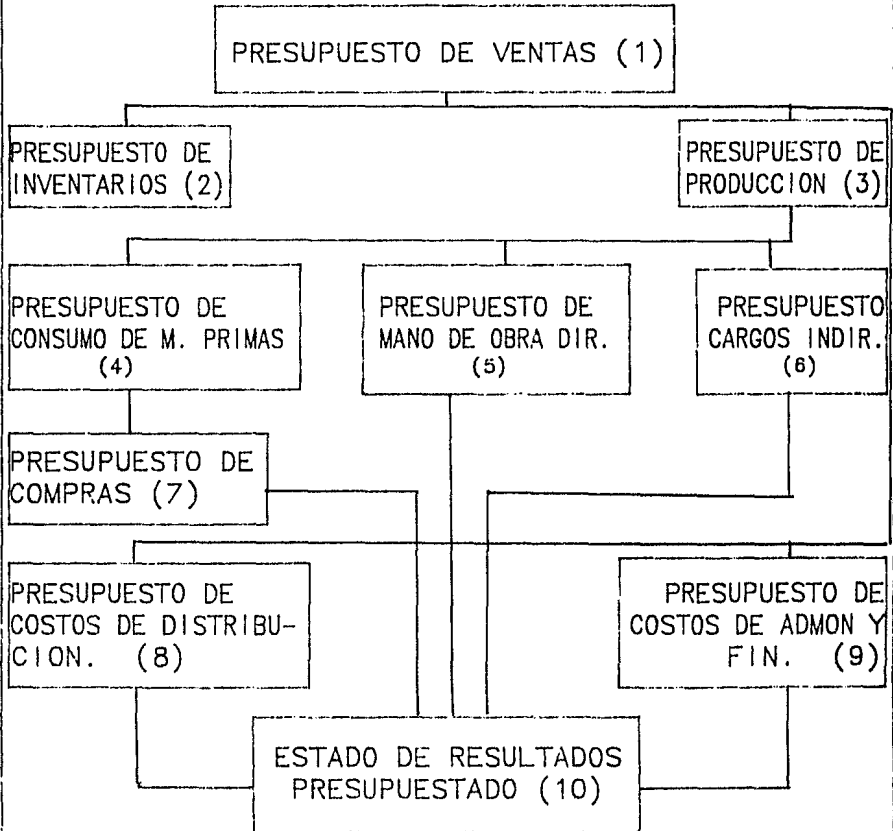 PRESUPUESTO DE VENTAS (1)
PRESUPUESTO DE
INVENTARIOS (2)
PRESUPUESTO DE
PRODUCCION (3)
PRESUPUESTO DE
CONSUMO DE M. PRIMAS
(4)
PRESUPUESTO DE
MANO DE OBRA DIR.
(5)
PRESUPUESTO
CARGOS INDIR.
(6)
PRESUPUESTO DE
COMPRAS (7)
PRESUPUESTO DE
COSTOS DE DISTRIBU-
CION. (8)
PRESUPUESTO DE
COSTOS DE ADMON Y
FIN. (9)
ESTADO DE RESULTADOS
PRESUPUESTADO (10)